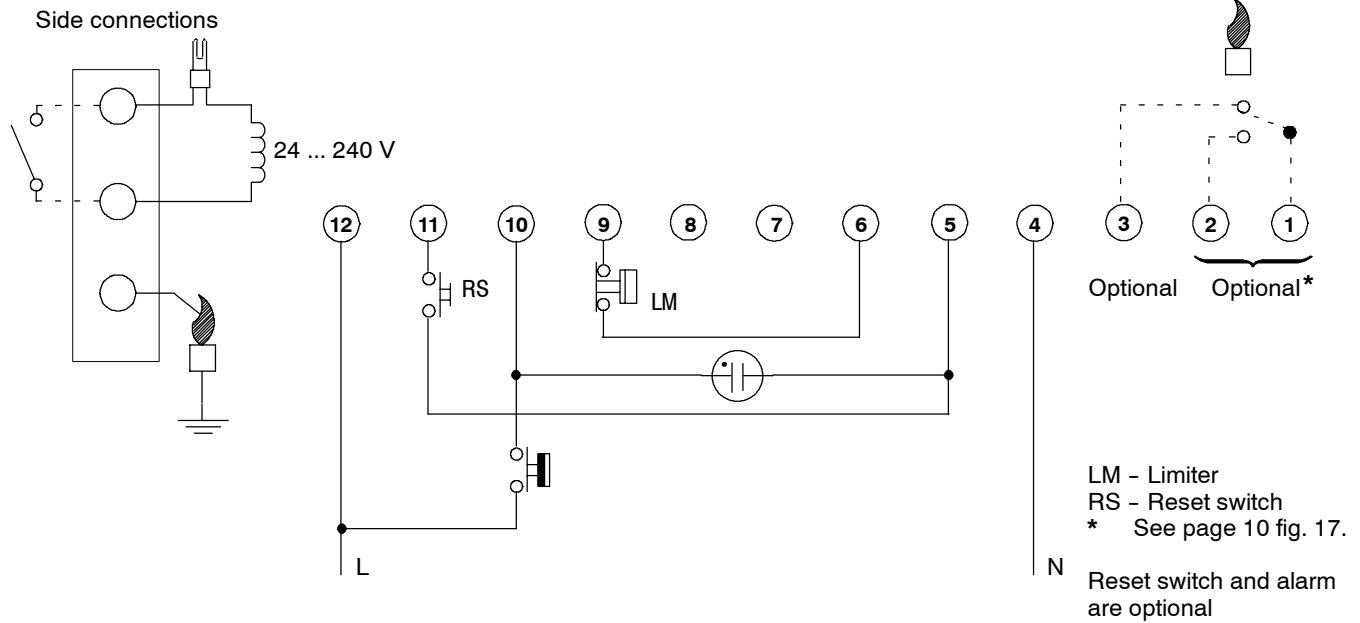 Side connections
24 ... 240 V
12 11 10 9 8 7 6 5 4 3 2 1
RS
LM
Optional Optional*
L
N
LM – Limiter
RS – Reset switch
* See page 10 fig. 17.
Reset switch and alarm
are optional